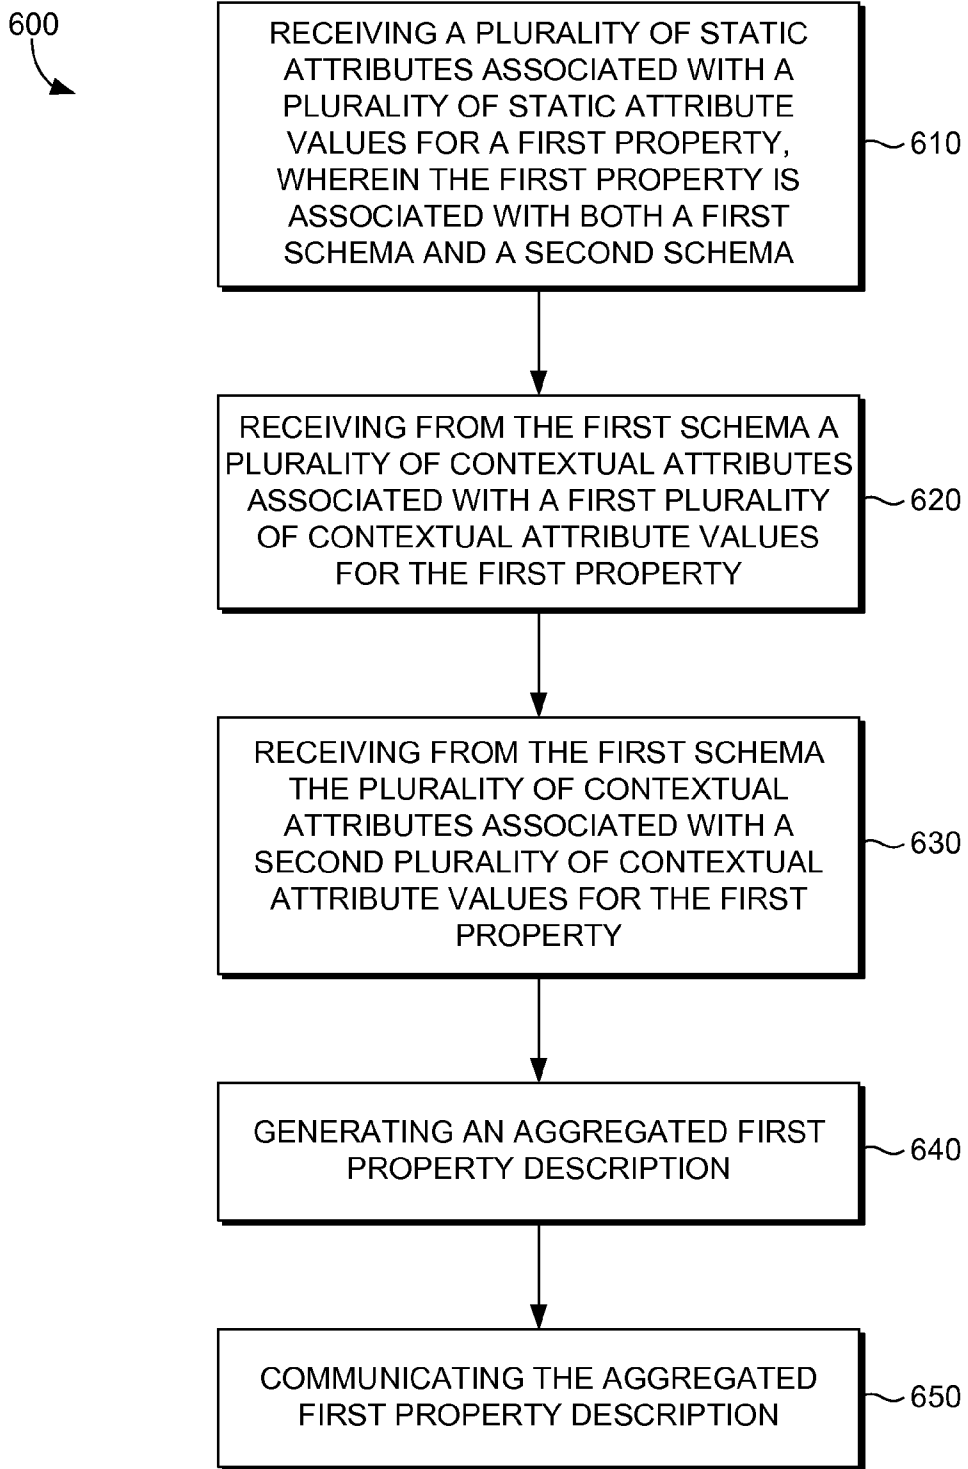 600
RECEIVING A PLURALITY OF STATIC
ATTRIBUTES ASSOCIATED WITH A
PLURALITY OF STATIC ATTRIBUTE
VALUES FOR A FIRST PROPERTY,
WHEREIN THE FIRST PROPERTY IS
ASSOCIATED WITH BOTH A FIRST
SCHEMA AND A SECOND SCHEMA
610
RECEIVING FROM THE FIRST SCHEMA A
PLURALITY OF CONTEXTUAL ATTRIBUTES
ASSOCIATED WITH A FIRST PLURALITY
OF CONTEXTUAL ATTRIBUTE VALUES
FOR THE FIRST PROPERTY
620
RECEIVING FROM THE FIRST SCHEMA
THE PLURALITY OF CONTEXTUAL
ATTRIBUTES ASSOCIATED WITH A
SECOND PLURALITY OF CONTEXTUAL
ATTRIBUTE VALUES FOR THE FIRST
PROPERTY
630
GENERATING AN AGGREGATED FIRST
PROPERTY DESCRIPTION
640
COMMUNICATING THE AGGREGATED
FIRST PROPERTY DESCRIPTION
650